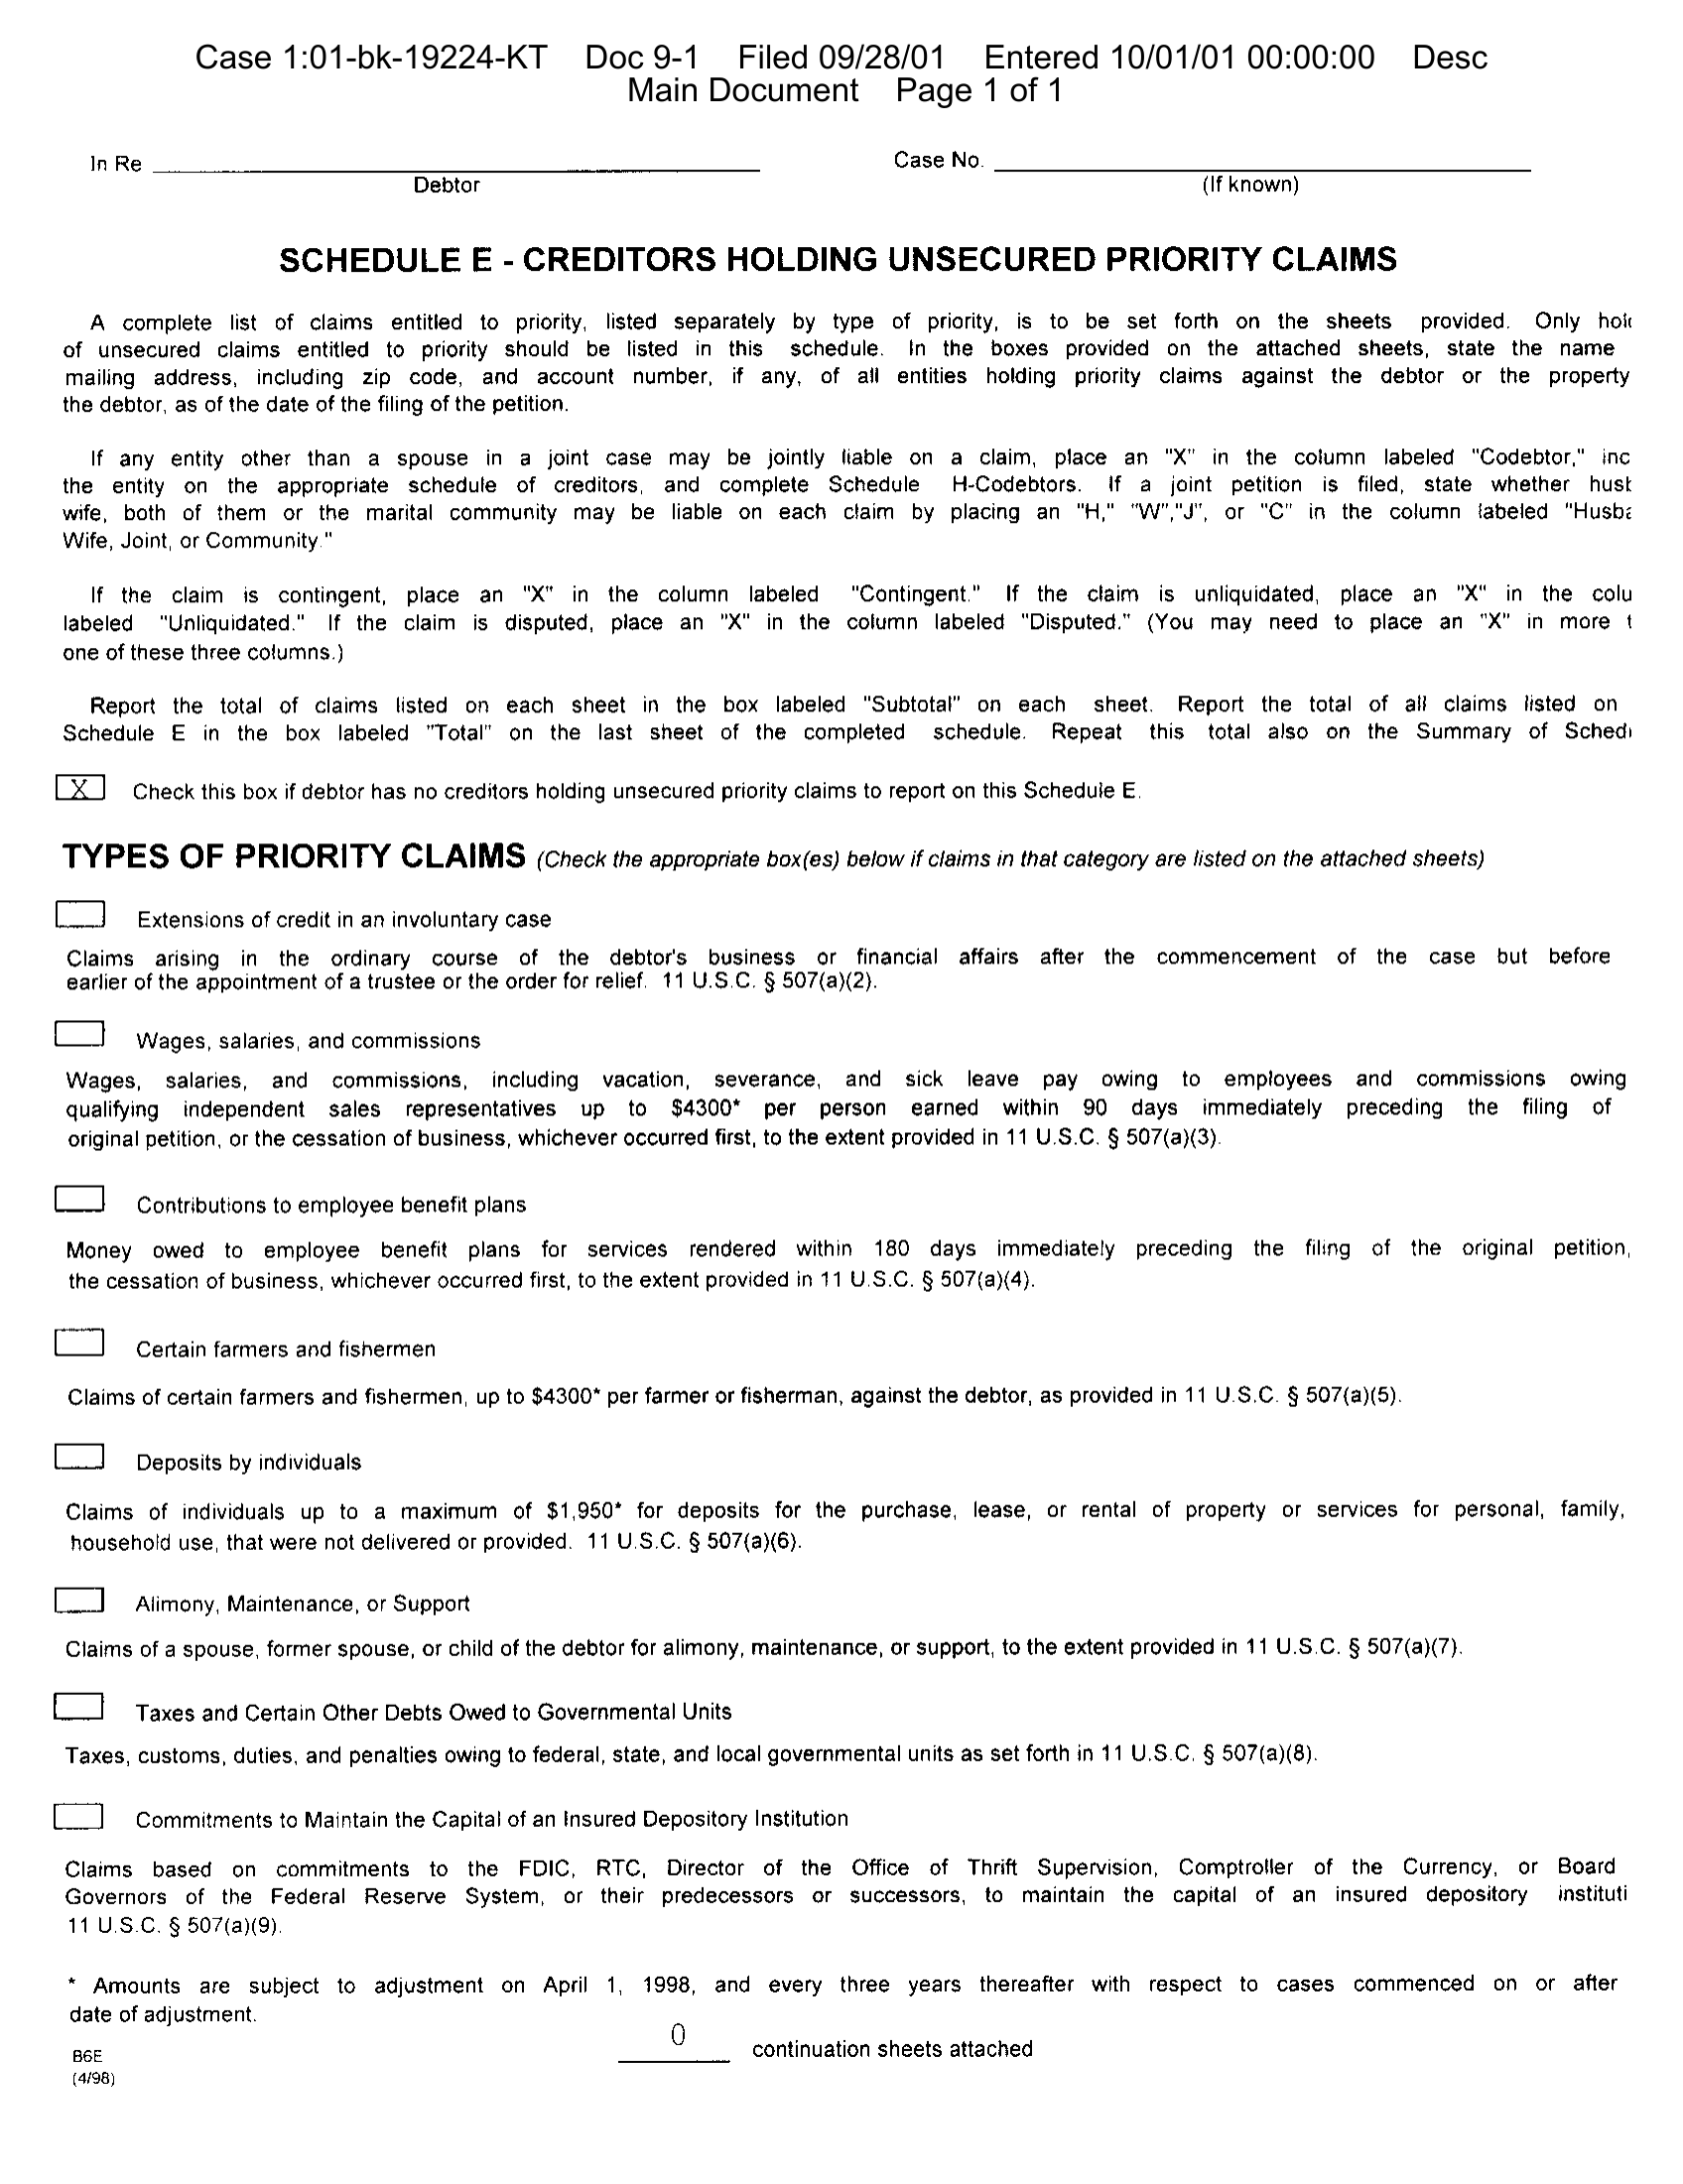 Case 1:01-bk-19224-KT Doc 9-1 Filed 09/28/01 Entered 10/01/01 00:00:00 Desc
Main Document Page 1 of 1
In Re
Case No.
Debtor
(If known)
SCHEDULE E - CREDITORS HOLDING UNSECURED PRIORITY CLAIMS
A complete list of claims entitled to priority, listed separately by type of priority, is to be set forth on the sheets provided. Only
of unsecured claims entitled to priority should be listed in this schedule. In the boxes provided on the attached sheets, state the name
mailing address, including zip code, and account number, if any, of all entities holding priority claims against the debtor or the property
the debtor, as of the date of the filing of the petition.
If any entity other than a spouse in a joint case may be jointly liable on a claim, place an "X" in the column labeled "Codebtor," inc
the entity on the appropriate schedule of creditors, and complete Schedule H-Codebtors. If a joint petition is filed, state whether
wife, both of them or the marital community may be liable on each claim by placing an "H," "W","J", or "C" in the column labeled
Wife, Joint, or Community."
If the claim is contingent, place an "X" in the column labeled "Contingent." If the claim is unliquidated, place an "X" in the colu
labeled "Unliquidated." If the claim is disputed, place an "X" in the column labeled "Disputed." (You may need to place an "X" in more
one of these three columns.)
Report the total of claims listed on each sheet in the box labeled "Subtotal" on each sheet. Report the total of all claims listed on
Schedule E in the box labeled "Total" on the last sheet of the completed schedule. Repeat this total also on the Summary of
X Check this box if debtor has no creditors holding unsecured priority claims to report on this Schedule E.
TYPES OF PRIORITY CLAIMS (Check the appropriate box(es) below if claims in that category are listed on the attached sheets)
Extensions of credit in an involuntary case
Claims arising in the ordinary course of the debtor's business or financial affairs after the commencement of the case but before
earlier of the appointment of a trustee or the order for relief. 11 U.S.C. § 507(a)(2).
Wages, salaries, and commissions
Wages, salaries, and commissions, including vacation, severance, and sick leave pay owing to employees and commissions owing
qualifying independent sales representatives up to $4300* per person earned within 90 days immediately preceding the filing of
original petition, or the cessation of business, whichever occurred first, to the extent provided in 11 U.S.C. § 507(a)(3).
Contributions to employee benefit plans
Money owed to employee benefit plans for services rendered within 180 days immediately preceding the filing of the original petition,
the cessation of business, whichever occurred first, to the extent provided in 11 U.S.C. § 507(a)(4).
Certain farmers and fishermen
Claims of certain farmers and fishermen, up to $4300* per farmer or fisherman, against the debtor, as provided in 11 U.S.C. § 507(a)(5).
Deposits by individuals
Claims of individuals up to a maximum of $1,950* for deposits for the purchase, lease, or rental of property or services for personal, family,
household use, that were not delivered or provided. 11 U.S.C. § 507(a)(6).
Alimony, Maintenance, or Support
Claims of a spouse, former spouse, or child of the debtor for alimony, maintenance, or support, to the extent provided in 11 U.S.C. § 507(a)(7).
Taxes and Certain Other Debts Owed to Governmental Units
Taxes, customs, duties, and penalties owing to federal, state, and local governmental units as set forth in 11 U.S.C. § 507(a)(8).
Commitments to Maintain the Capital of an Insured Depository Institution
Claims based on commitments to the FDIC, RTC, Director of the Office of Thrift Supervision, Comptroller of the Currency, or Board
Governors of the Federal Reserve System, or their predecessors or successors, to maintain the capital of an insured depository instituti
11 U.S.C. § 507(a)(9).
* Amounts are subject to adjustment on April 1, 1998, and every three years thereafter with respect to cases commenced on or after
date of adjustment.
0 continuation sheets attached
B6E
(4/98)